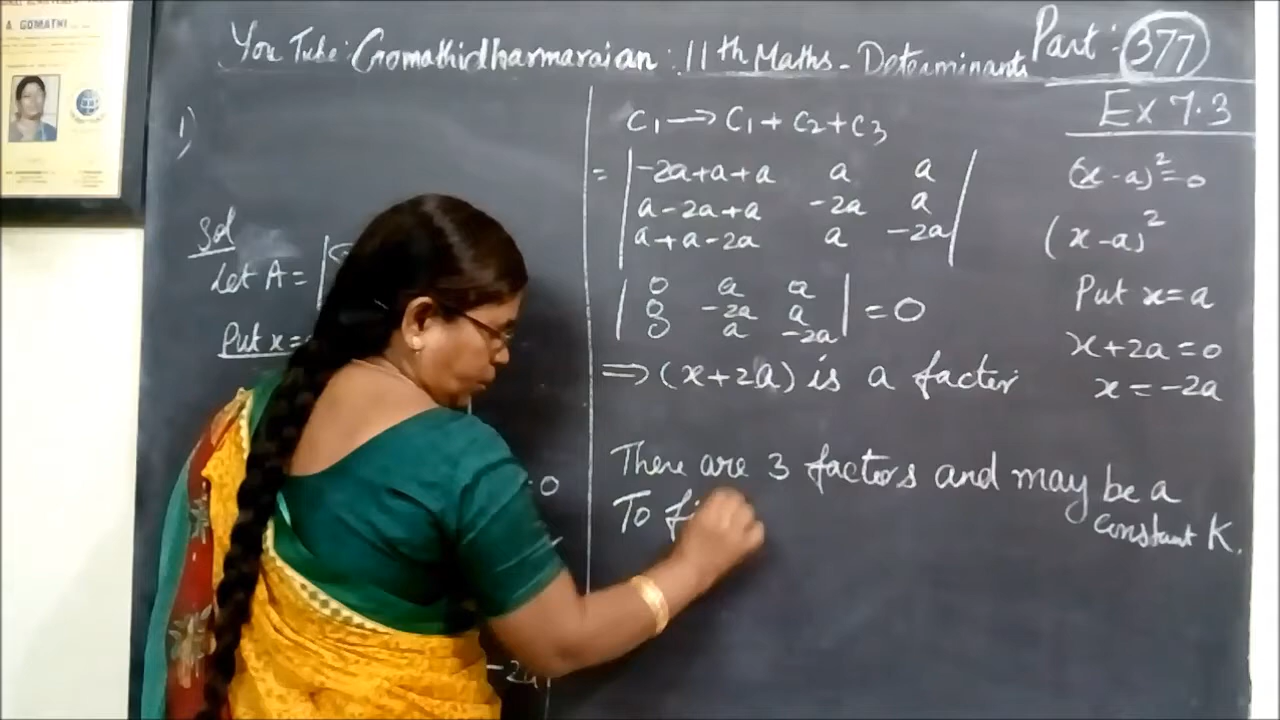 A GOMATHI
You Tube: Gomathidharmaraian: 11th Maths - Determinants Part: 377
Ex 7.3
1)
Sol
Let A =
Put x =
:0
-2a
C1 → C1 + C2 + C3
= | -2a+a+a a a |
| a-2a+a -2a a |
| a+a-2a a -2a |
| 0 a a |
| 0 -2a a | = 0
| 0 a -2a |
⇒ (x+2a) is a factor
There are 3 factors and may be a
constant K.
To fi
(x-a)² = 0
(x-a)²
Put x = a
x+2a = 0
x = -2a